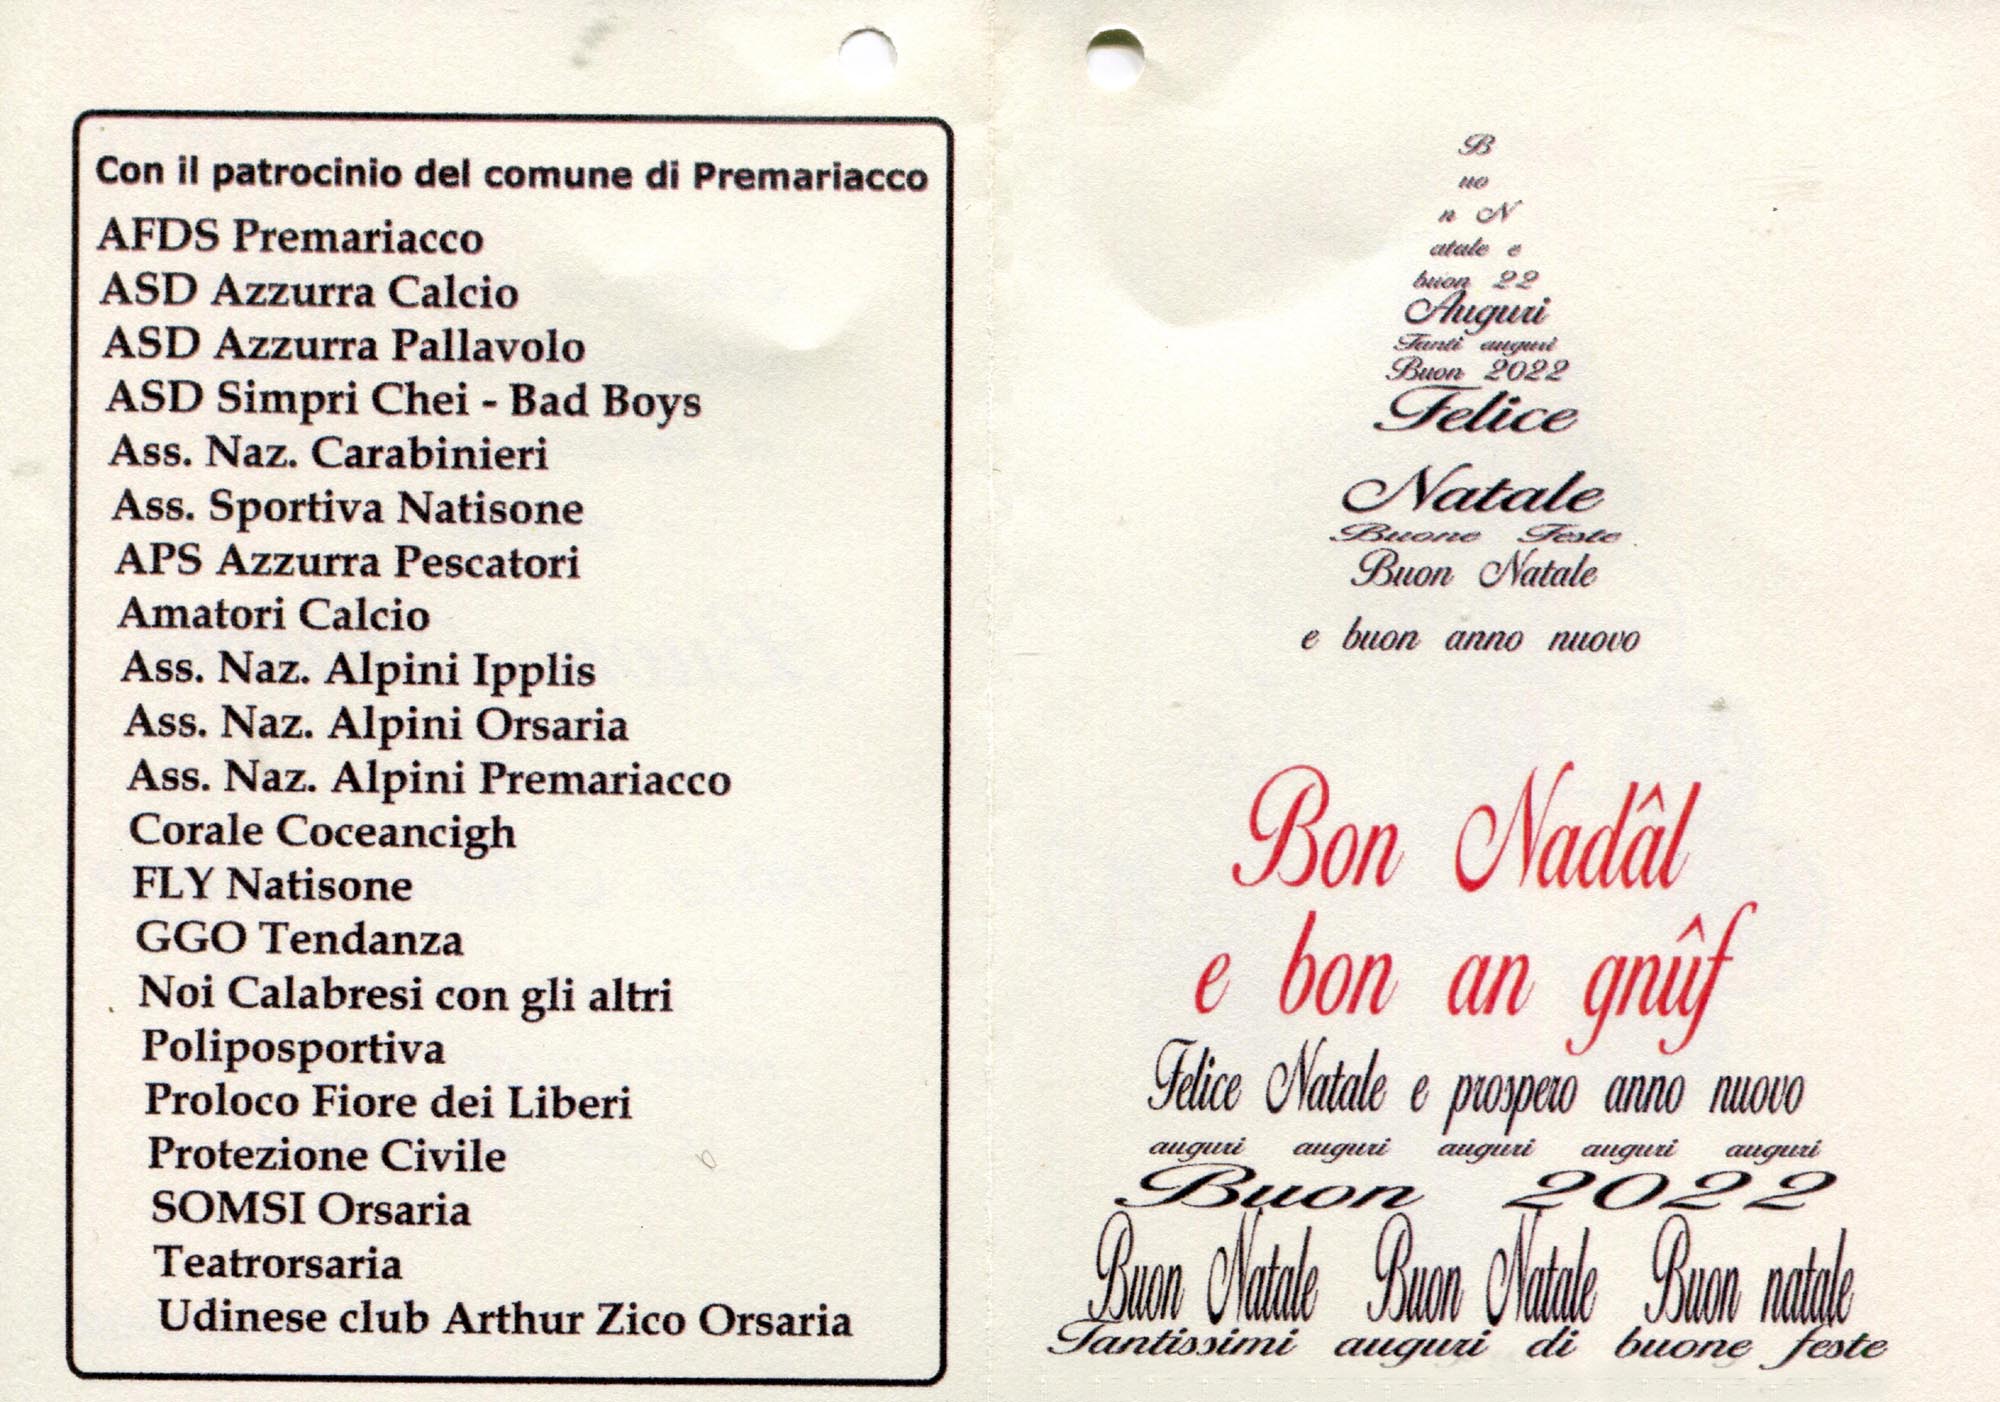 Con il patrocinio del comune di Premariacco
AFDS Premariacco
ASD Azzurra Calcio
ASD Azzurra Pallavolo
ASD Simpri Chei - Bad Boys
Ass. Naz. Carabinieri
Ass. Sportiva Natisone
APS Azzurra Pescatori
Amatori Calcio
Ass. Naz. Alpini Ipplis
Ass. Naz. Alpini Orsaria
Ass. Naz. Alpini Premariacco
Corale Coceancigh
FLY Natisone
GGO Tendanza
Noi Calabresi con gli altri
Poliposportiva
Proloco Fiore dei Liberi
Protezione Civile
SOMSI Orsaria
Teatrorsaria
Udinese club Arthur Zico Orsaria
B
uo
n N
atale e
buon 22
Auguri
Tanti auguri
Buon 2022
Felice
Natale
Buone Feste
Buon Natale
e buon anno nuovo
Bon Nadâl
e bon an gnûf
Felice Natale e prospero anno nuovo
auguri auguri auguri auguri auguri
Buon 2022
Buon Natale Buon Natale Buon natale
Tantissimi auguri di buone feste